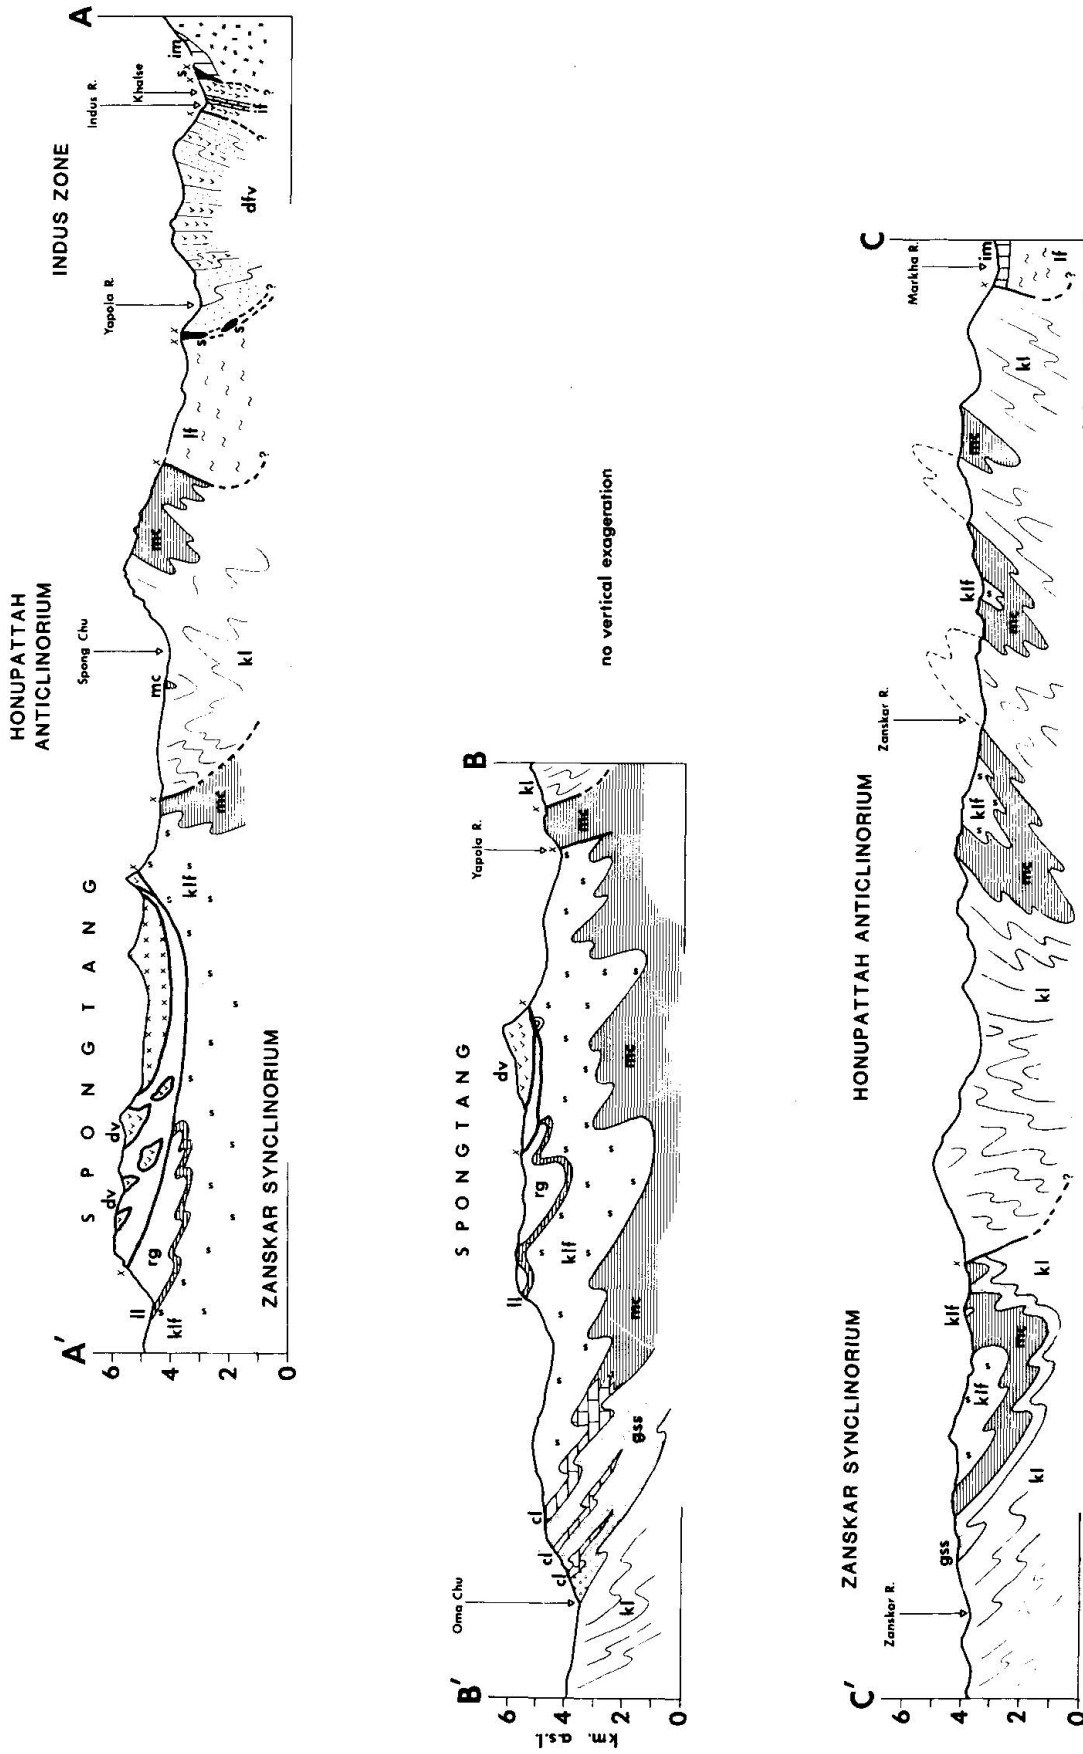 A'
SPONGTANG
HONUPATTAH
ANTICLINORIUM
INDUS ZONE
A
Spong Chu
Yapola R.
Indus R.
Khalse
6
4
2
0
ll
klf
rg
dv
dv
klf
mc
mc
kl
mc
lf
s
s
dfv
if
s
im
?
?
?
?
ZANSKAR SYNCLINORIUM
B'
SPONGTANG
B
Oma Chu
Yapola R.
km. a.s.l.
6
4
2
0
kl
cl
cl
cl
gss
ll
klf
rg
dv
mc
mc
mc
kl
no vertical exageration
C'
ZANSKAR SYNCLINORIUM
HONUPATTAH ANTICLINORIUM
C
Zanskar R.
Zanskar R.
Markha R.
6
4
2
0
gss
kl
klf
klf
mc
kl
?
kl
mc
klf
mc
klf
mc
kl
im
lf
?